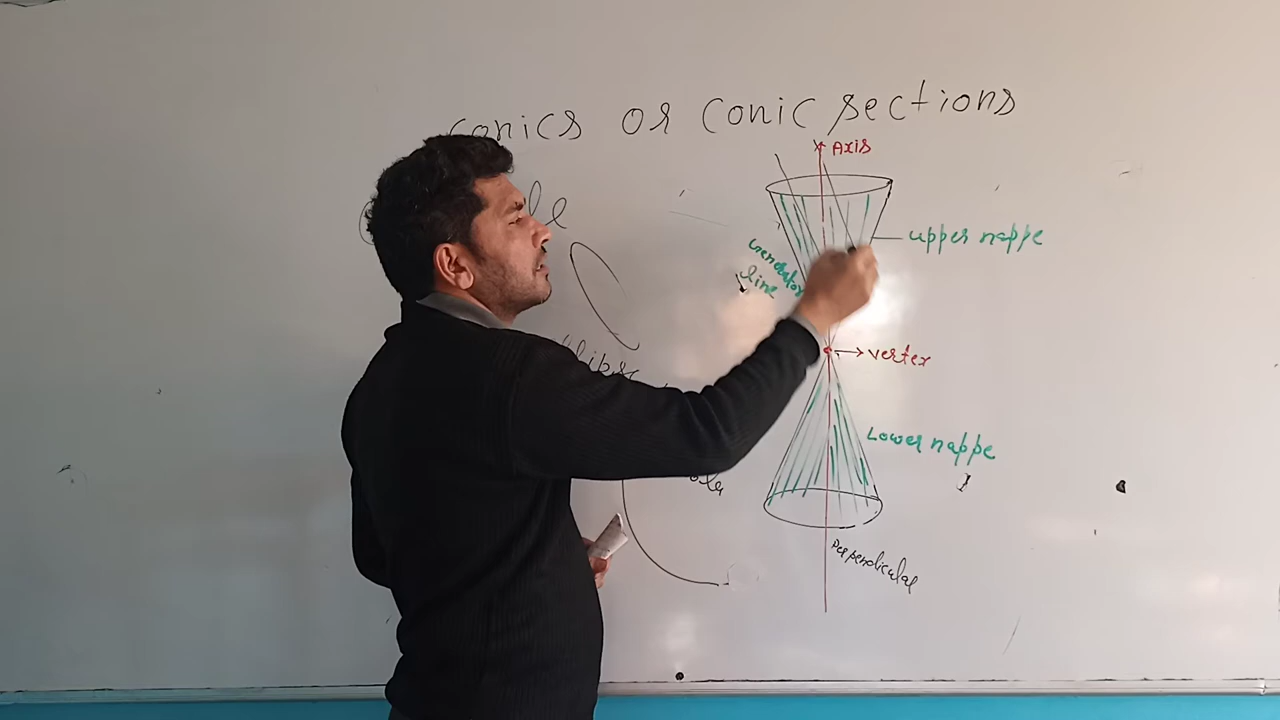 conics or conic sections
Axis
upper nappe
Generator
line
vertex
Lower nappe
Perpendicular